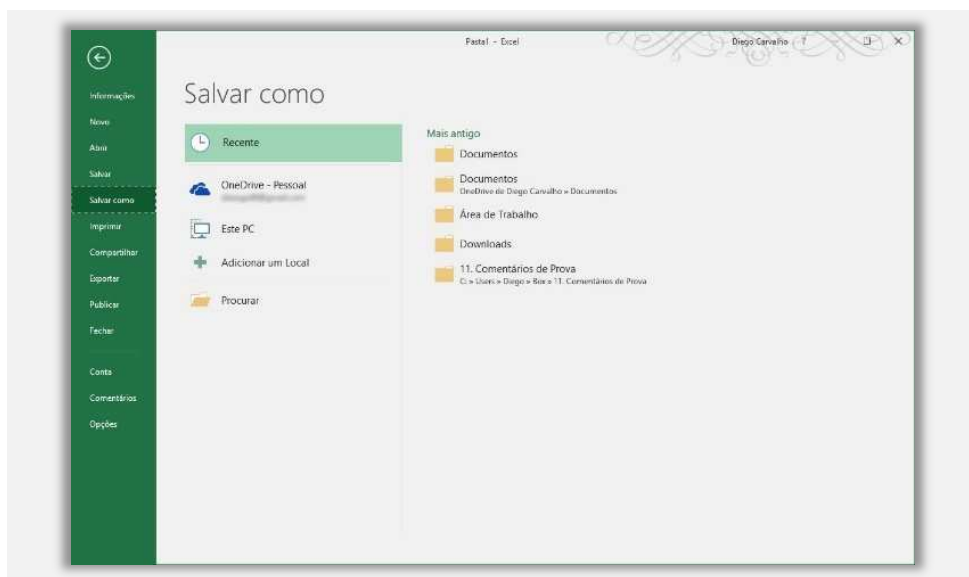 Pasta1 - Excel
Diego Carvalho
?
Informações
Novo
Abrir
Salvar
Salvar como
Imprimir
Compartilhar
Exportar
Publicar
Fechar
Conta
Comentários
Opções
Salvar como
Recente
OneDrive - Pessoal
Este PC
Adicionar um Local
Procurar
Mais antigo
Documentos
Documentos
OneDrive de Diego Carvalho » Documentos
Área de Trabalho
Downloads
11. Comentários de Prova
C: » Users » Diego » Box » 11. Comentários de Prova